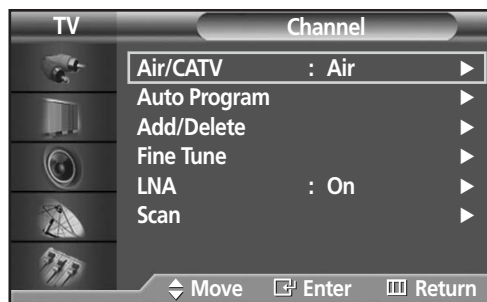 TV Channel
Air/CATV : Air
Auto Program
Add/Delete
Fine Tune
LNA : On
Scan
Move Enter Return